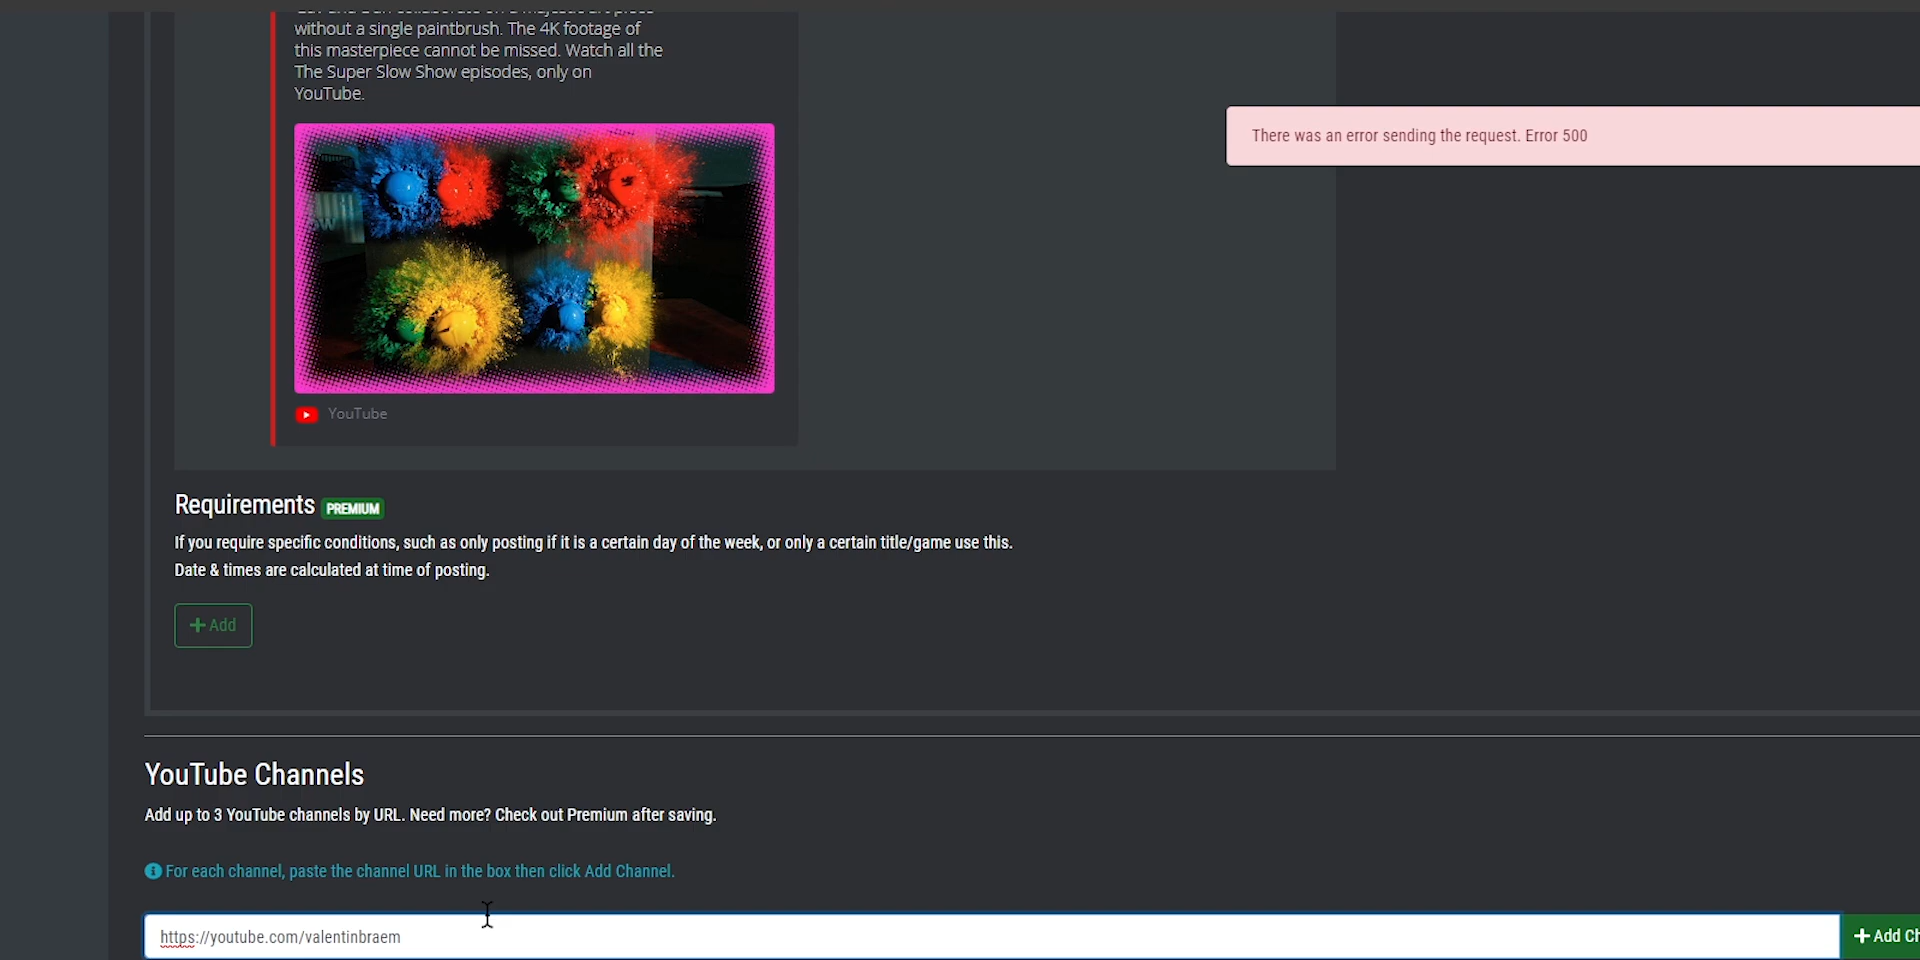 without a single paintbrush. The 4K footage of
this masterpiece cannot be missed. Watch all the
The Super Slow Show episodes, only on
YouTube.
There was an error sending the request. Error 500
YouTube
Requirements PREMIUM
If you require specific conditions, such as only posting if it is a certain day of the week, or only a certain title/game use this.
Date & times are calculated at time of posting.
+ Add
YouTube Channels
Add up to 3 YouTube channels by URL. Need more? Check out Premium after saving.
For each channel, paste the channel URL in the box then click Add Channel.
https://youtube.com/valentinbraem
+ Add Ch